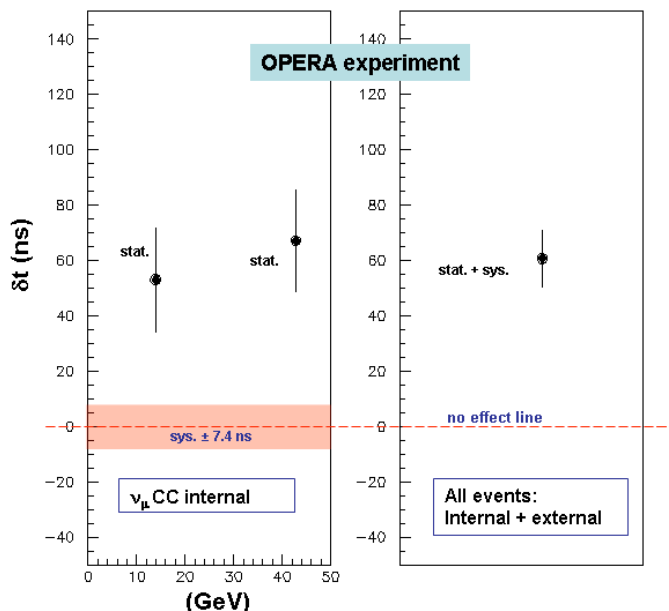 OPERA experiment
δt (ns)
140
120
100
80
60
40
20
0
−20
−40
stat.
stat.
sys. ± 7.4 ns
νμ CC internal
0
10
20
30
40
50
(GeV)
140
120
100
80
60
40
20
0
−20
−40
stat. + sys.
no effect line
All events:
Internal + external